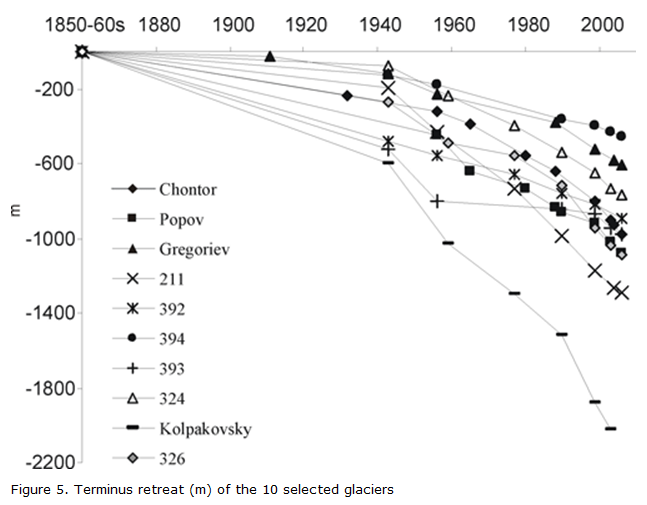 1850-60s 1880 1900 1920 1940 1960 1980 2000
-200
-600
m
-1000
-1400
-1800
-2200
Chontor
Popov
Gregoriev
211
392
394
393
324
Kolpakovsky
326
Figure 5. Terminus retreat (m) of the 10 selected glaciers